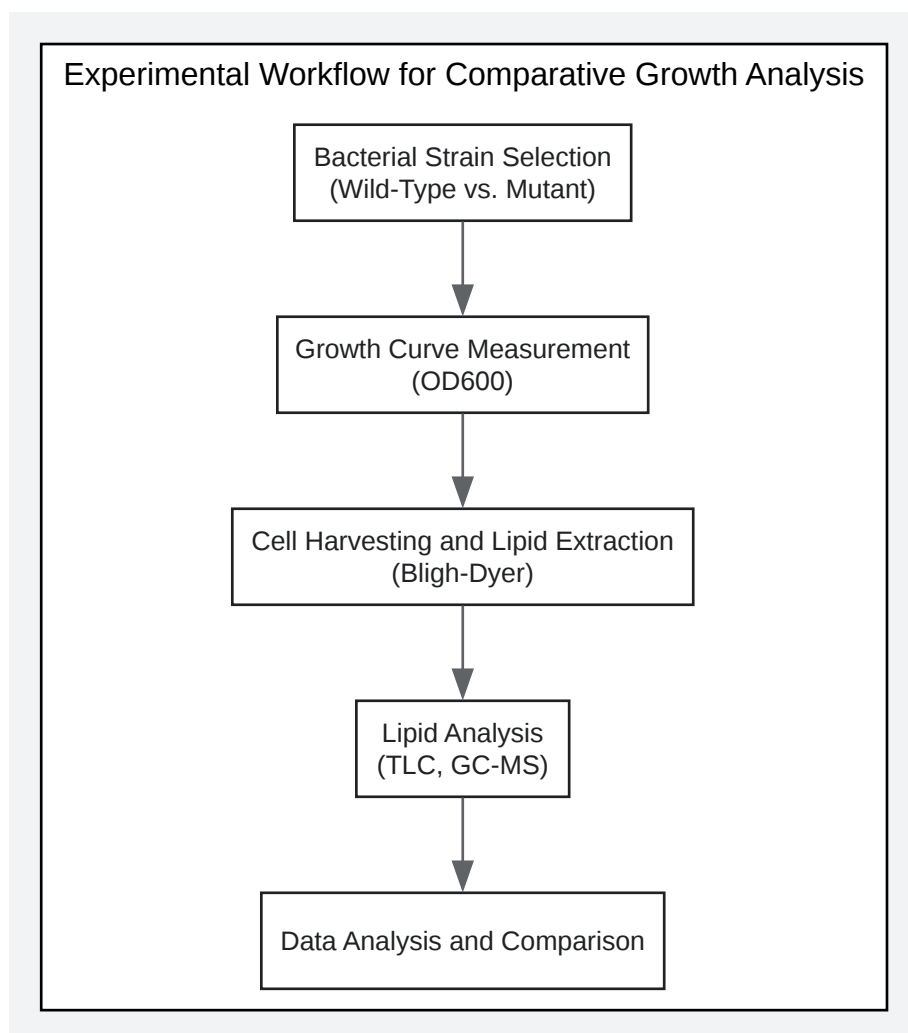 Experimental Workflow for Comparative Growth Analysis
Bacterial Strain Selection
(Wild-Type vs. Mutant)
Growth Curve Measurement
(OD600)
Cell Harvesting and Lipid Extraction
(Bligh-Dyer)
Lipid Analysis
(TLC, GC-MS)
Data Analysis and Comparison